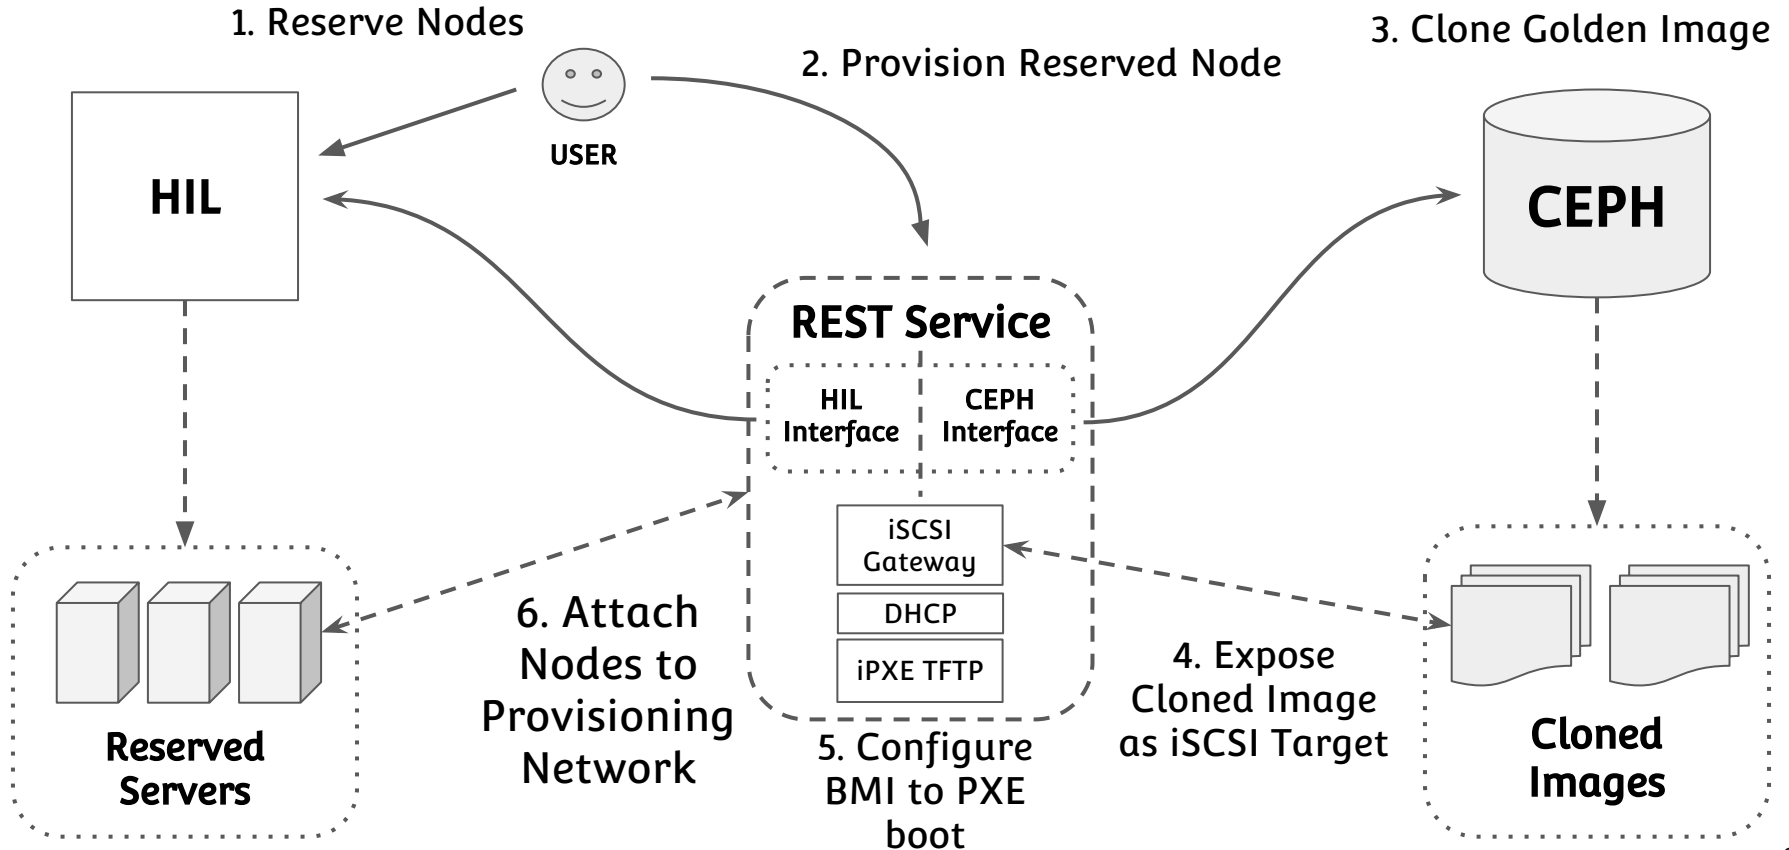 1. Reserve Nodes
2. Provision Reserved Node
3. Clone Golden Image
USER
HIL
CEPH
REST Service
HIL
Interface
CEPH
Interface
iSCSI
Gateway
DHCP
iPXE TFTP
6. Attach
Nodes to
Provisioning
Network
4. Expose
Cloned Image
as iSCSI Target
5. Configure
BMI to PXE
boot
Reserved
Servers
Cloned
Images